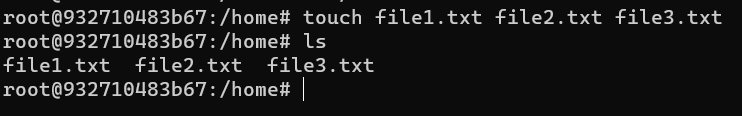 root@932710483b67:/home# touch file1.txt file2.txt file3.txt
root@932710483b67:/home# ls
file1.txt  file2.txt  file3.txt
root@932710483b67:/home#